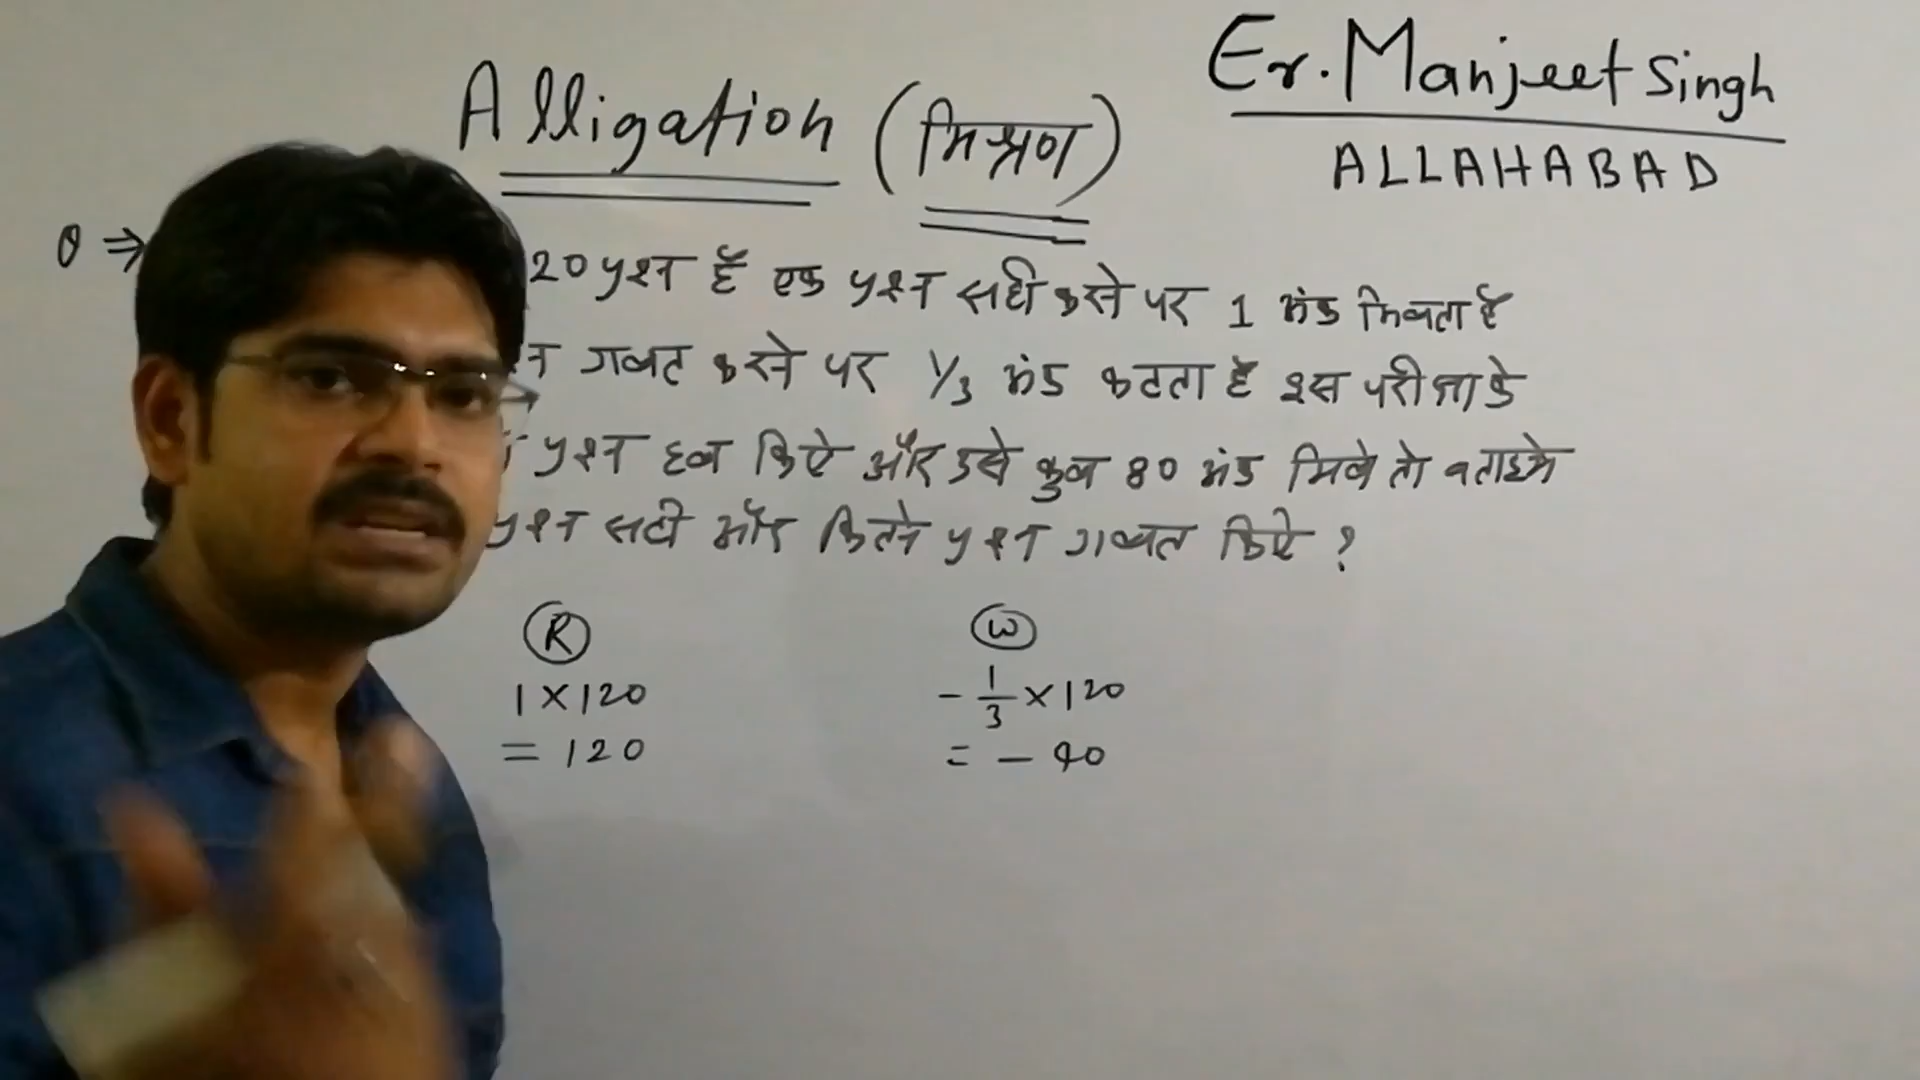 Er. Manjeet Singh
ALLAHABAD
Alligation (मिश्रण)
Q ⇒
20 प्रश्न हैं एक प्रश्न सही करने पर 1 अंक मिलता है
न गलत करने पर 1/3 अंक कटता है इस परीक्षा के
प्रश्न हल किऐ और उसे कुल 80 अंक मिले तो बताइये
प्रश्न सही और कितने प्रश्न गलत किऐ ?
R W
1 × 120 - 1/3 × 120
= 120 = - 40